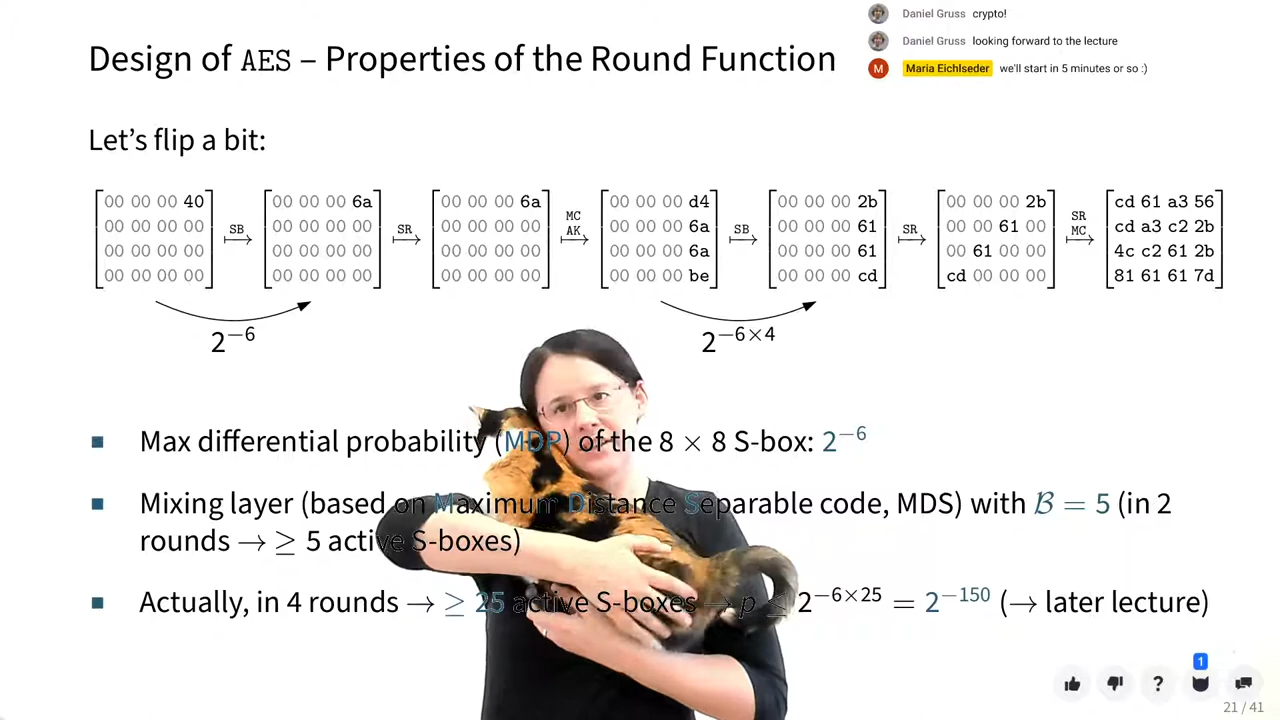 Daniel Gruss crypto!
Daniel Gruss looking forward to the lecture
M Maria Eichlseder we'll start in 5 minutes or so :)
Design of AES – Properties of the Round Function
Let's flip a bit:
00 00 00 40 00 00 00 6a 00 00 00 6a MC 00 00 00 d4 00 00 00 2b 00 00 00 2b SR cd 61 a3 56
00 00 00 00 SB 00 00 00 00 SR 00 00 00 00 AK 00 00 00 6a SB 00 00 00 61 SR 00 00 61 00 MC cd a3 c2 2b
00 00 00 00 ↦ 00 00 00 00 ↦ 00 00 00 00 ↦ 00 00 00 6a ↦ 00 00 00 61 ↦ 00 61 00 00 ↦ 4c c2 61 2b
00 00 00 00 00 00 00 00 00 00 00 00 00 00 00 be 00 00 00 cd cd 00 00 00 81 61 61 7d
2⁻⁶ 2⁻⁶ˣ⁴
Max differential probability (MDP) of the 8 × 8 S-box: 2⁻⁶
Mixing layer (based on Maximum Distance Separable code, MDS) with B = 5 (in 2
rounds → ≥ 5 active S-boxes)
Actually, in 4 rounds → ≥ 25 active S-boxes → p ≤ 2⁻⁶ˣ²⁵ = 2⁻¹⁵⁰ (→ later lecture)
?
1
21 / 41